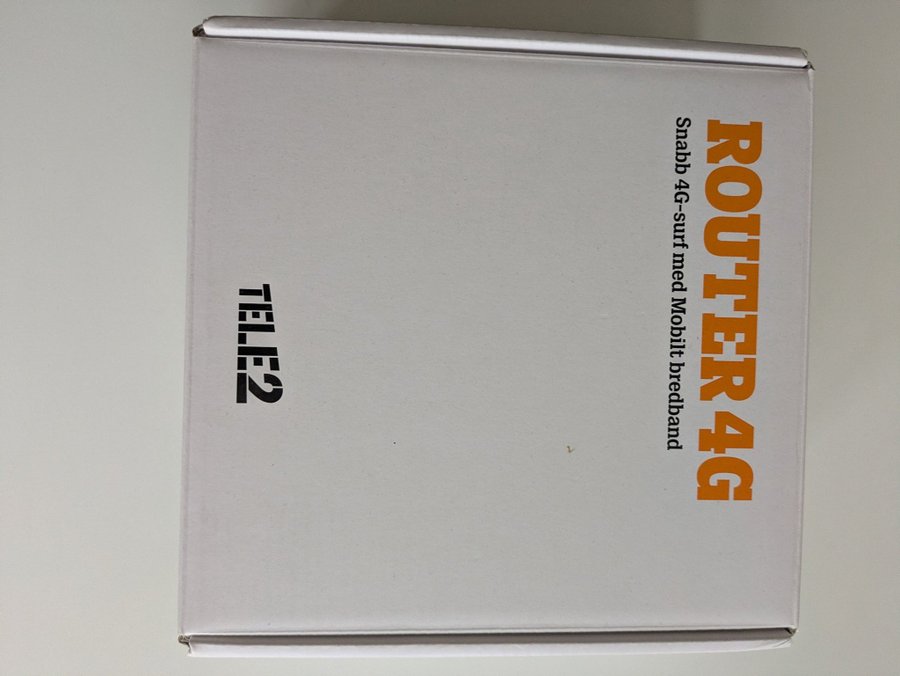 ROUTER 4G
Snabb 4G-surf med Mobilt bredband
TELE2